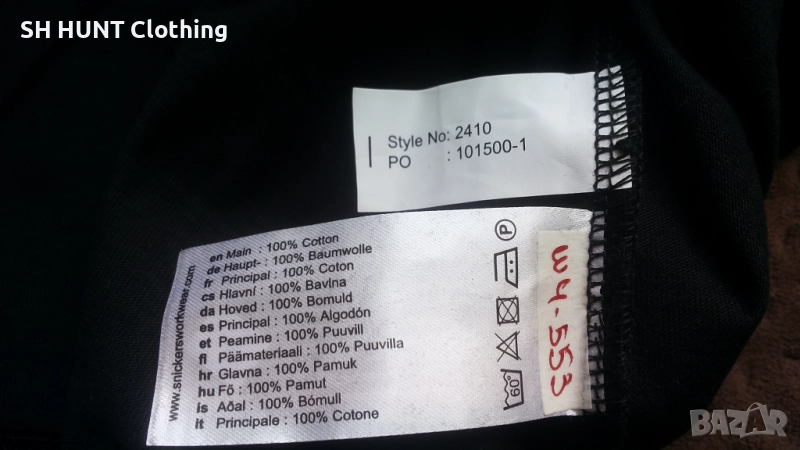 SH HUNT Clothing
Style No: 2410
PO : 101500-1
www.snickersworkwear.com
en Main : 100% Cotton
de Haupt- : 100% Baumwolle
fr Principal : 100% Coton
cs Hlavní : 100% Bavlna
da Hoved : 100% Bomuld
es Principal : 100% Algodón
et Peamine : 100% Puuvill
fi Päämateriaali : 100% Puuvilla
hr Glavna : 100% Pamuk
hu Fő : 100% Pamut
is Aðal : 100% Bómull
it Principale : 100% Cotone
P
60°
W4-553
BAZAR